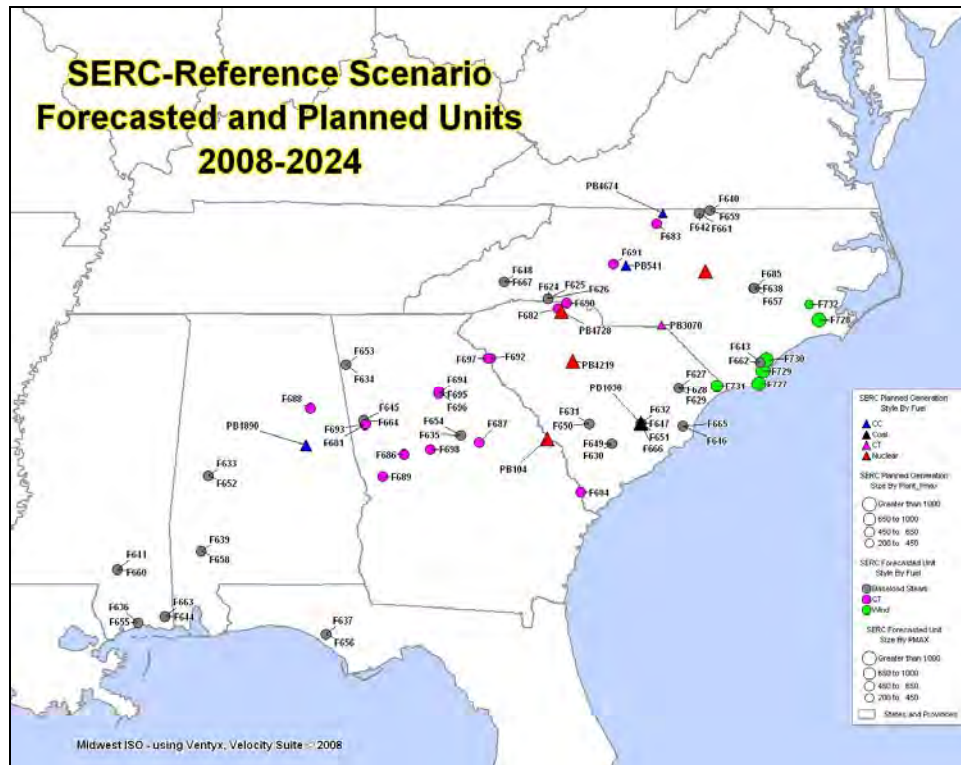 SERC-Reference Scenario
Forecasted and Planned Units
2008-2024
PB4674
F640
F659
F642
F661
F683
F691
PB541
F648
F667
F624
F625
F626
F690
F682
PB4728
F685
F638
F657
F732
F728
PB3070
F643
F662
F730
F729
F727
F731
F697
F692
PB4219
F653
F634
F694
F695
F696
F627
F628
F629
F688
F645
F693
F664
F681
F654
F635
F687
F631
F650
F632
F647
F651
F666
F665
F646
PB1890
F686
F698
F649
F630
PB104
F689
F684
F633
F652
F639
F658
F641
F660
F636
F655
F663
F644
F637
F656
SERC Planned Generation
Style By Fuel
CC
Coal
CT
Nuclear
SERC Planned Generation
Size By Plant_Pmax
Greater than 1000
650 to 1000
450 to 650
200 to 450
SERC Forecasted Unit
Style By Fuel
Baseload Steam
CT
Wind
SERC Forecasted Unit
Size By PMAX
Greater than 1000
650 to 1000
450 to 650
200 to 450
States and Provinces
Midwest ISO - using Ventyx, Velocity Suite © 2008